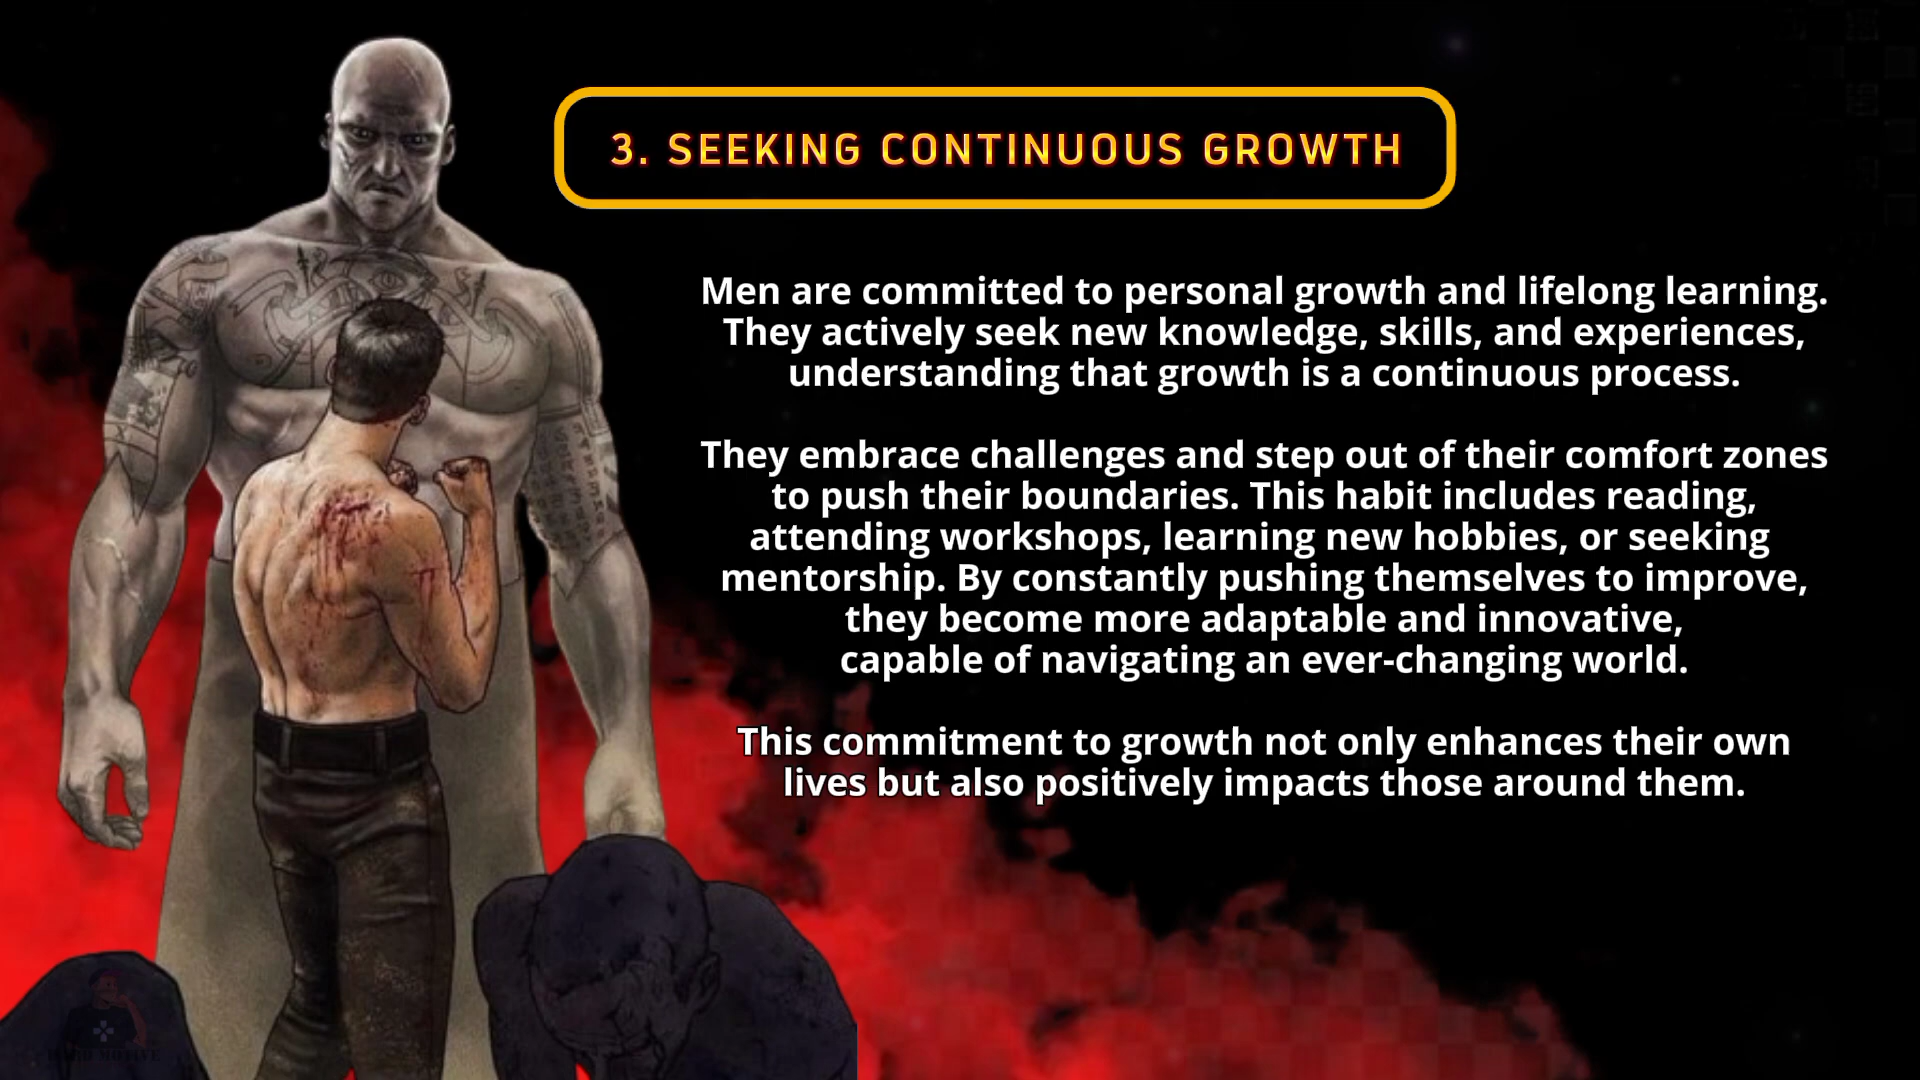 3. SEEKING CONTINUOUS GROWTH
Men are committed to personal growth and lifelong learning.
They actively seek new knowledge, skills, and experiences,
understanding that growth is a continuous process.
They embrace challenges and step out of their comfort zones
to push their boundaries. This habit includes reading,
attending workshops, learning new hobbies, or seeking
mentorship. By constantly pushing themselves to improve,
they become more adaptable and innovative,
capable of navigating an ever-changing world.
This commitment to growth not only enhances their own
lives but also positively impacts those around them.